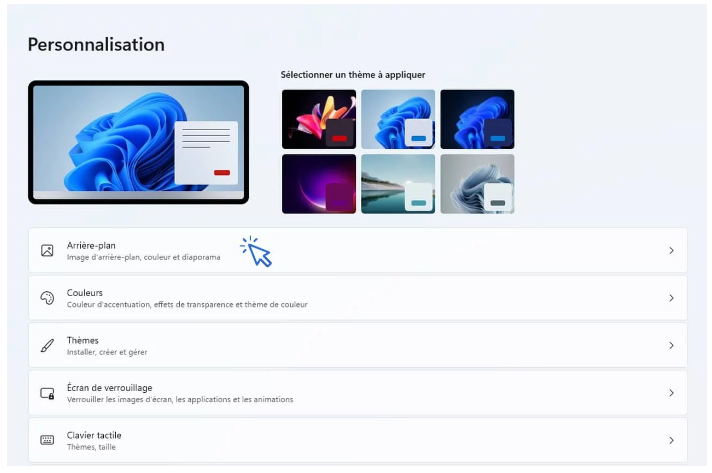 Personnalisation
Sélectionner un thème à appliquer
Arrière-plan
Image d'arrière-plan, couleur et diaporama
Couleurs
Couleur d'accentuation, effets de transparence et thème de couleur
Thèmes
Installer, créer et gérer
Écran de verrouillage
Verrouiller les images d'écran, les applications et les animations
Clavier tactile
Thèmes, taille